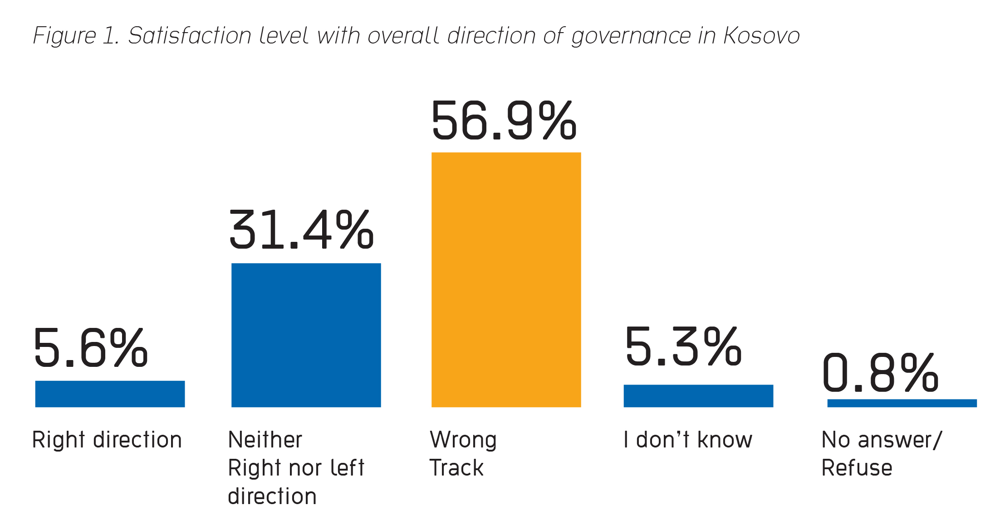 Figure 1. Satisfaction level with overall direction of governance in Kosovo
56.9%
31.4%
5.6%
5.3%
0.8%
Right direction
Neither
Right nor left
direction
Wrong
Track
I don't know
No answer/
Refuse